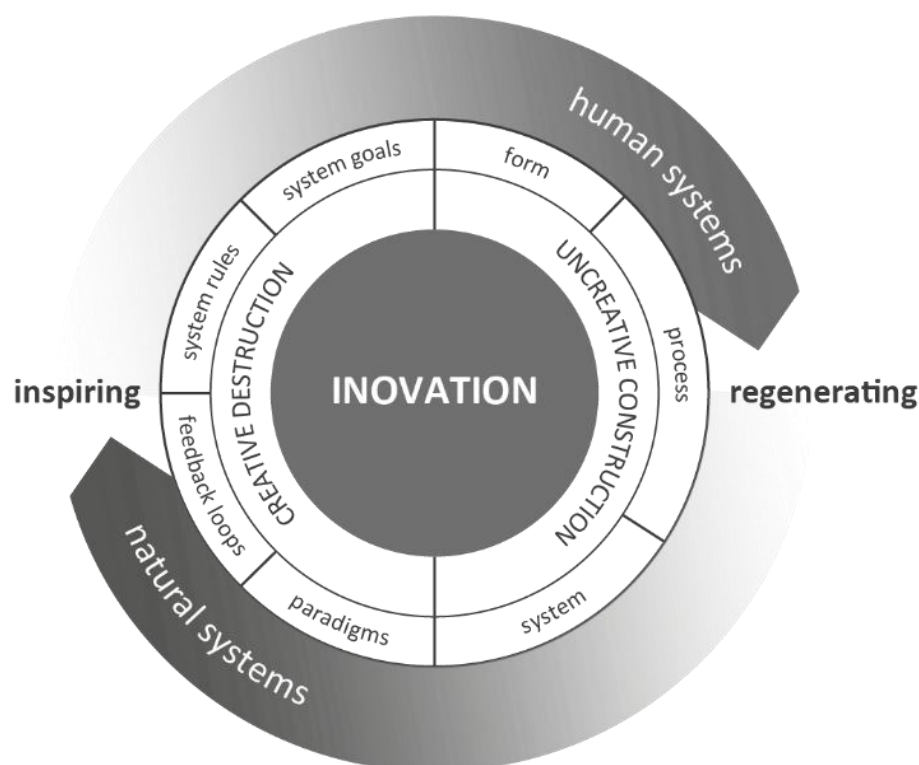 human systems
system goals
form
system rules
CREATIVE DESTRUCTION
UNCREATIVE CONSTRUCTION
process
inspiring
INOVATION
regenerating
feedback loops
natural systems
paradigms
system